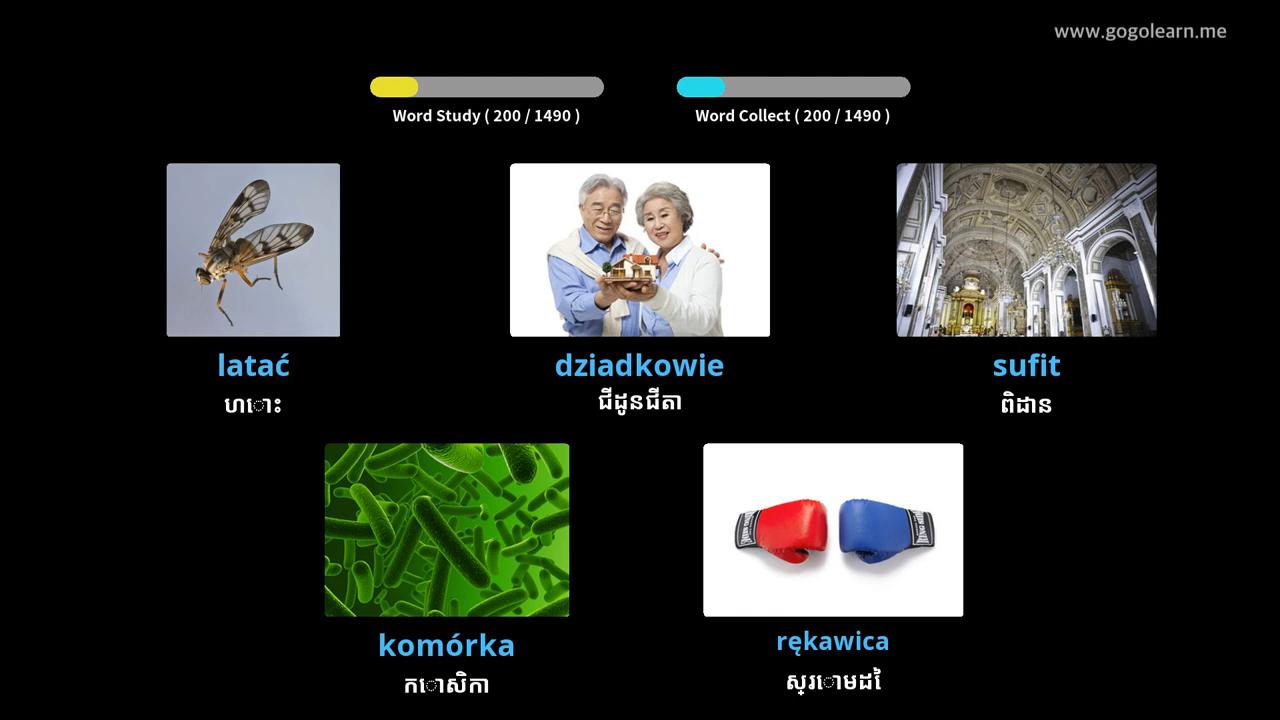 www.gogolearn.me
Word Study ( 200 / 1490 )
Word Collect ( 200 / 1490 )
latać
ហោះ
dziadkowie
ជីដូនជីតា
sufit
ពិដាន
komórka
កោសិកា
rękawica
ស្រោមដៃ